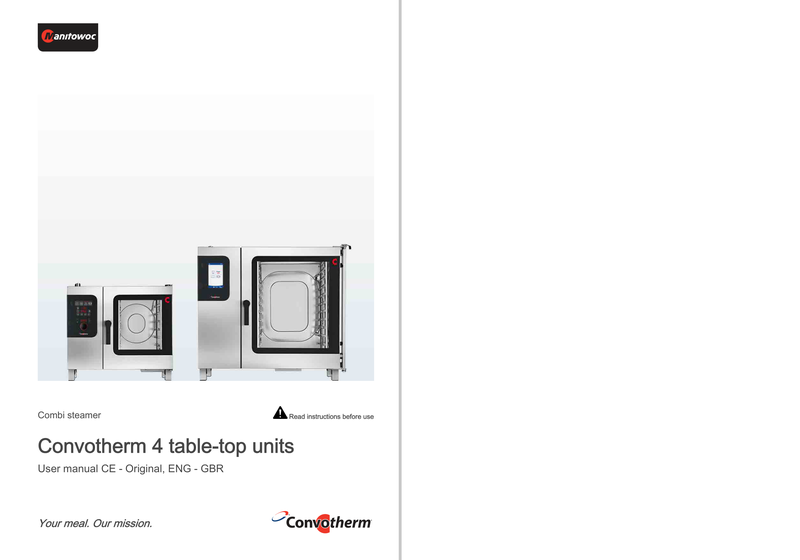 Manitowoc
Combi steamer
Read instructions before use
Convotherm 4 table-top units
User manual CE - Original, ENG - GBR
Your meal. Our mission.
Convotherm